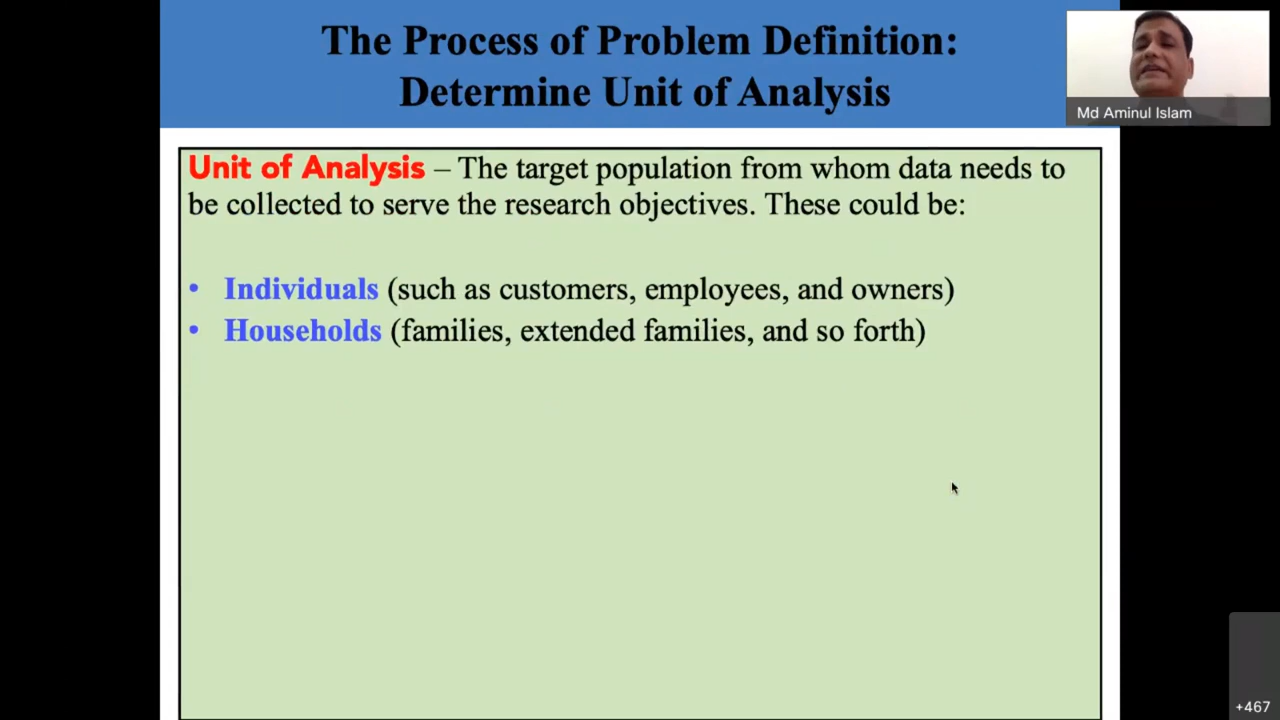 The Process of Problem Definition:
Determine Unit of Analysis
Md Aminul Islam
Unit of Analysis – The target population from whom data needs to
be collected to serve the research objectives. These could be:
• Individuals (such as customers, employees, and owners)
• Households (families, extended families, and so forth)
+467